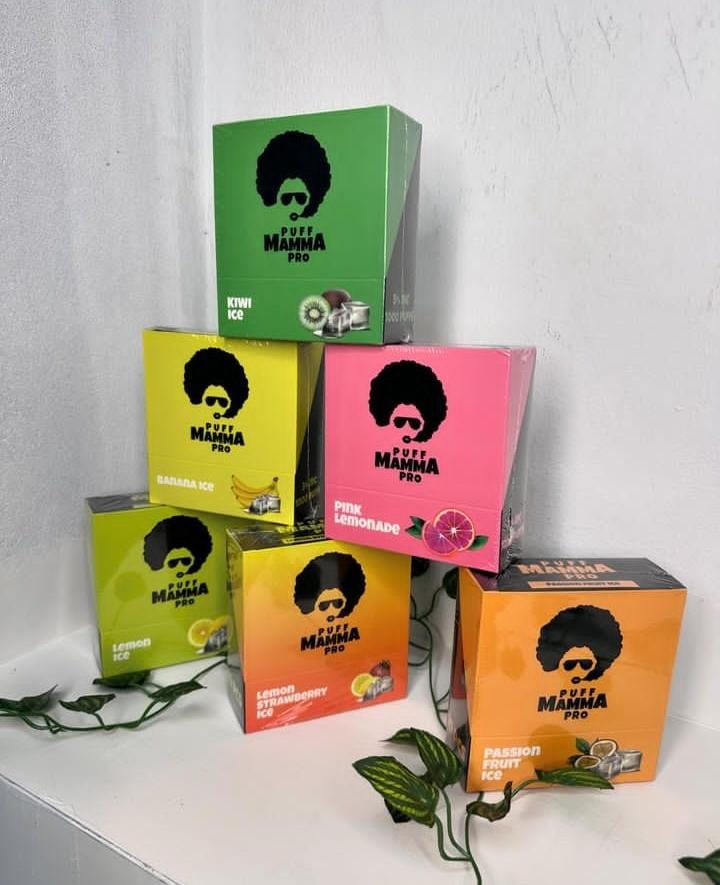 PUFF
MAMMA
PRO
KIWI
ICE
PUFF
MAMMA
PRO
BANANA ICE
PUFF
MAMMA
PRO
PINK
LEMONADE
PUFF
MAMMA
PRO
LEMON
ICE
PUFF
MAMMA
PRO
LEMON
STRAWBERRY
ICE
PUFF
MAMMA
PRO
PASSION FRUIT ICE
PUFF
MAMMA
PRO
PASSION
FRUIT
ICE